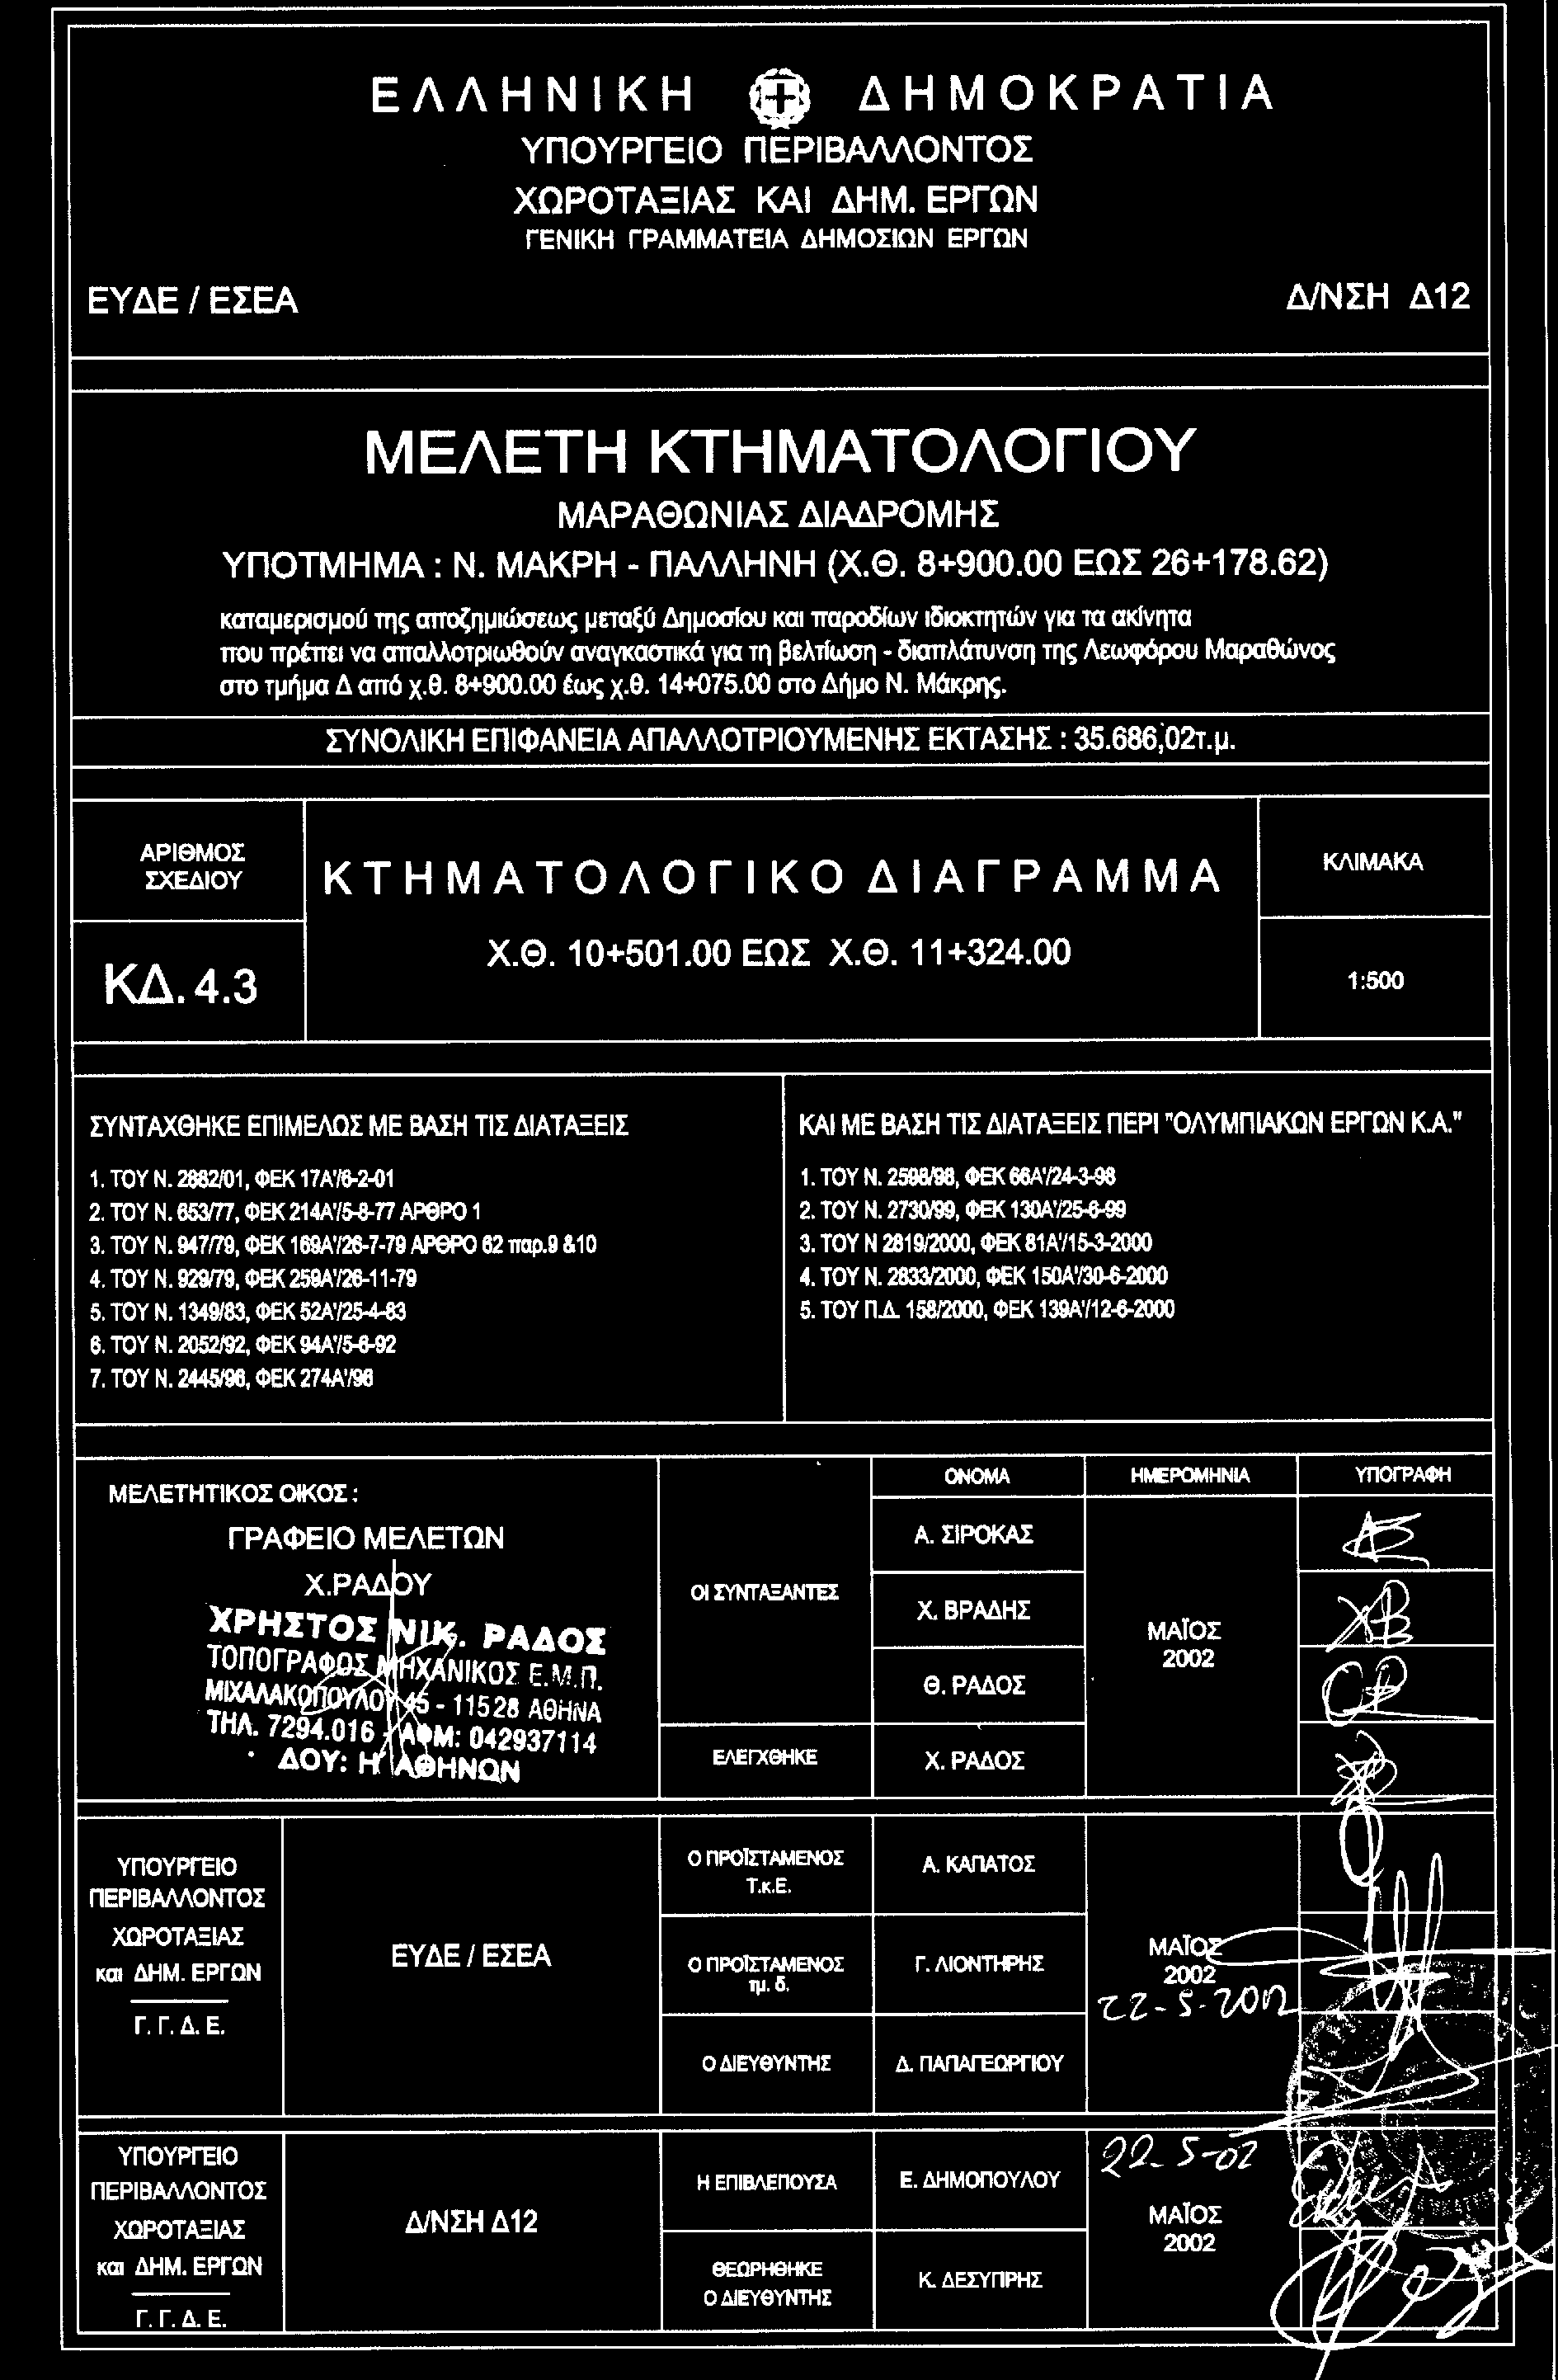 ΕΛΛΗΝΙΚΗ ΔΗΜΟΚΡΑΤΙΑ
ΥΠΟΥΡΓΕΙΟ ΠΕΡΙΒΑΛΛΟΝΤΟΣ
ΧΩΡΟΤΑΞΙΑΣ ΚΑΙ ΔΗΜ. ΕΡΓΩΝ
ΓΕΝΙΚΗ ΓΡΑΜΜΑΤΕΙΑ ΔΗΜΟΣΙΩΝ ΕΡΓΩΝ
ΕΥΔΕ / ΕΣΕΑ
Δ/ΝΣΗ Δ12
ΜΕΛΕΤΗ ΚΤΗΜΑΤΟΛΟΓΙΟΥ
ΜΑΡΑΘΩΝΙΑΣ ΔΙΑΔΡΟΜΗΣ
ΥΠΟΤΜΗΜΑ : Ν. ΜΑΚΡΗ - ΠΑΛΛΗΝΗ (Χ.Θ. 8+900.00 ΕΩΣ 26+178.62)
καταμερισμού της αποζημιώσεως μεταξύ Δημοσίου και παροδίων ιδιοκτητών για τα ακίνητα
που πρέπει να απαλλοτριωθούν αναγκαστικά για τη βελτίωση - διαπλάτυνση της Λεωφόρου Μαραθώνος
στο τμήμα Δ από χ.θ. 8+900.00 έως χ.θ. 14+075.00 στο Δήμο Ν. Μάκρης.
ΣΥΝΟΛΙΚΗ ΕΠΙΦΑΝΕΙΑ ΑΠΑΛΛΟΤΡΙΟΥΜΕΝΗΣ ΕΚΤΑΣΗΣ : 35.686,02τ.μ.
ΑΡΙΘΜΟΣ
ΣΧΕΔΙΟΥ
ΚΔ. 4.3
ΚΤΗΜΑΤΟΛΟΓΙΚΟ ΔΙΑΓΡΑΜΜΑ
Χ.Θ. 10+501.00 ΕΩΣ Χ.Θ. 11+324.00
ΚΛΙΜΑΚΑ
1:500
ΣΥΝΤΑΧΘΗΚΕ ΕΠΙΜΕΛΩΣ ΜΕ ΒΑΣΗ ΤΙΣ ΔΙΑΤΑΞΕΙΣ
1. ΤΟΥ Ν. 2882/01, ΦΕΚ 17Α'/6-2-01
2. ΤΟΥ Ν. 653/77, ΦΕΚ 214Α'/5-8-77 ΑΡΘΡΟ 1
3. ΤΟΥ Ν. 947/79, ΦΕΚ 169Α'/26-7-79 ΑΡΘΡΟ 62 παρ.9 &10
4. ΤΟΥ Ν. 929/79, ΦΕΚ 259Α'/26-11-79
5. ΤΟΥ Ν. 1349/83, ΦΕΚ 52Α'/25-4-83
6. ΤΟΥ Ν. 2052/92, ΦΕΚ 94Α'/5-6-92
7. ΤΟΥ Ν. 2445/96, ΦΕΚ 274Α'/96
ΚΑΙ ΜΕ ΒΑΣΗ ΤΙΣ ΔΙΑΤΑΞΕΙΣ ΠΕΡΙ "ΟΛΥΜΠΙΑΚΩΝ ΕΡΓΩΝ Κ.Α."
1. ΤΟΥ Ν. 2598/98, ΦΕΚ 66Α'/24-3-98
2. ΤΟΥ Ν. 2730/99, ΦΕΚ 130Α'/25-6-99
3. ΤΟΥ Ν 2819/2000, ΦΕΚ 81Α'/15-3-2000
4. ΤΟΥ Ν. 2833/2000, ΦΕΚ 150Α'/30-6-2000
5. ΤΟΥ Π.Δ. 158/2000, ΦΕΚ 139Α'/12-6-2000
ΜΕΛΕΤΗΤΙΚΟΣ ΟΙΚΟΣ :
ΓΡΑΦΕΙΟ ΜΕΛΕΤΩΝ
Χ.ΡΑΔΟΥ
ΧΡΗΣΤΟΣ ΝΙΚ. ΡΑΔΟΣ
ΤΟΠΟΓΡΑΦΟΣ ΜΗΧΑΝΙΚΟΣ Ε.Μ.Π.
ΜΙΧΑΛΑΚΟΠΟΥΛΟΥ 45 - 11528 ΑΘΗΝΑ
ΤΗΛ. 7294.016 - ΑΦΜ: 042937114
ΔΟΥ: Η' ΑΘΗΝΩΝ
ΟΝΟΜΑ
ΗΜΕΡΟΜΗΝΙΑ
ΥΠΟΓΡΑΦΗ
ΟΙ ΣΥΝΤΑΞΑΝΤΕΣ
Α. ΣΙΡΟΚΑΣ
Χ. ΒΡΑΔΗΣ
Θ. ΡΑΔΟΣ
ΜΑΪΟΣ
2002
ΕΛΕΓΧΘΗΚΕ
Χ. ΡΑΔΟΣ
ΥΠΟΥΡΓΕΙΟ
ΠΕΡΙΒΑΛΛΟΝΤΟΣ
ΧΩΡΟΤΑΞΙΑΣ
και ΔΗΜ. ΕΡΓΩΝ
Γ. Γ. Δ. Ε.
ΕΥΔΕ / ΕΣΕΑ
Ο ΠΡΟΪΣΤΑΜΕΝΟΣ
Τ.κ.Ε.
Α. ΚΑΠΑΤΟΣ
Ο ΠΡΟΪΣΤΑΜΕΝΟΣ
τμ. δ.
Γ. ΛΙΟΝΤΗΡΗΣ
ΜΑΪΟΣ
2002
22-5-2002
Ο ΔΙΕΥΘΥΝΤΗΣ
Δ. ΠΑΠΑΓΕΩΡΓΙΟΥ
ΥΠΟΥΡΓΕΙΟ
ΠΕΡΙΒΑΛΛΟΝΤΟΣ
ΧΩΡΟΤΑΞΙΑΣ
και ΔΗΜ. ΕΡΓΩΝ
Γ. Γ. Δ. Ε.
Δ/ΝΣΗ Δ12
Η ΕΠΙΒΛΕΠΟΥΣΑ
Ε. ΔΗΜΟΠΟΥΛΟΥ
22-5-02
ΜΑΪΟΣ
2002
ΘΕΩΡΗΘΗΚΕ
Ο ΔΙΕΥΘΥΝΤΗΣ
Κ. ΔΕΣΥΠΡΗΣ